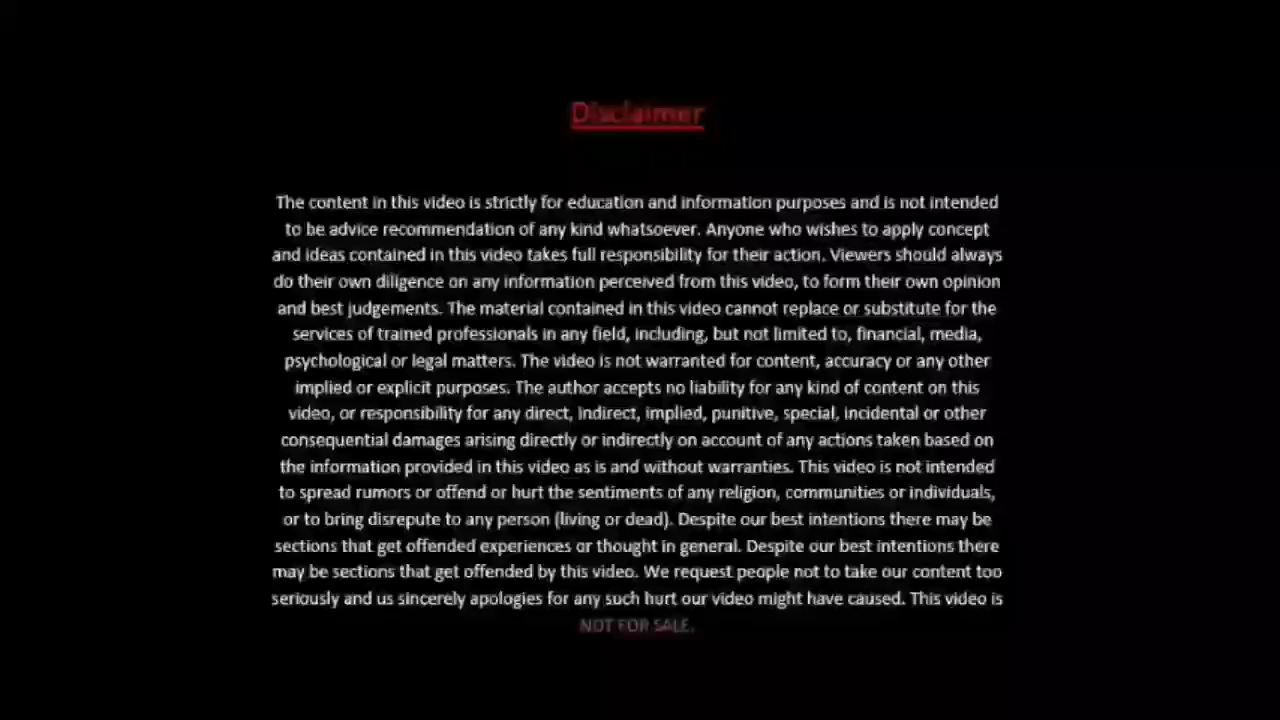 Disclaimer
The content in this video is strictly for education and information purposes and is not intended
to be advice recommendation of any kind whatsoever. Anyone who wishes to apply concept
and ideas contained in this video takes full responsibility for their action. Viewers should always
do their own diligence on any information perceived from this video, to form their own opinion
and best judgements. The material contained in this video cannot replace or substitute for the
services of trained professionals in any field, including, but not limited to, financial, media,
psychological or legal matters. The video is not warranted for content, accuracy or any other
implied or explicit purposes. The author accepts no liability for any kind of content on this
video, or responsibility for any direct, indirect, implied, punitive, special, incidental or other
consequential damages arising directly or indirectly on account of any actions taken based on
the information provided in this video as is and without warranties. This video is not intended
to spread rumors or offend or hurt the sentiments of any religion, communities or individuals,
or to bring disrepute to any person (living or dead). Despite our best intentions there may be
sections that get offended experiences or thought in general. Despite our best intentions there
may be sections that get offended by this video. We request people not to take our content too
seriously and us sincerely apologies for any such hurt our video might have caused. This video is
NOT FOR SALE.